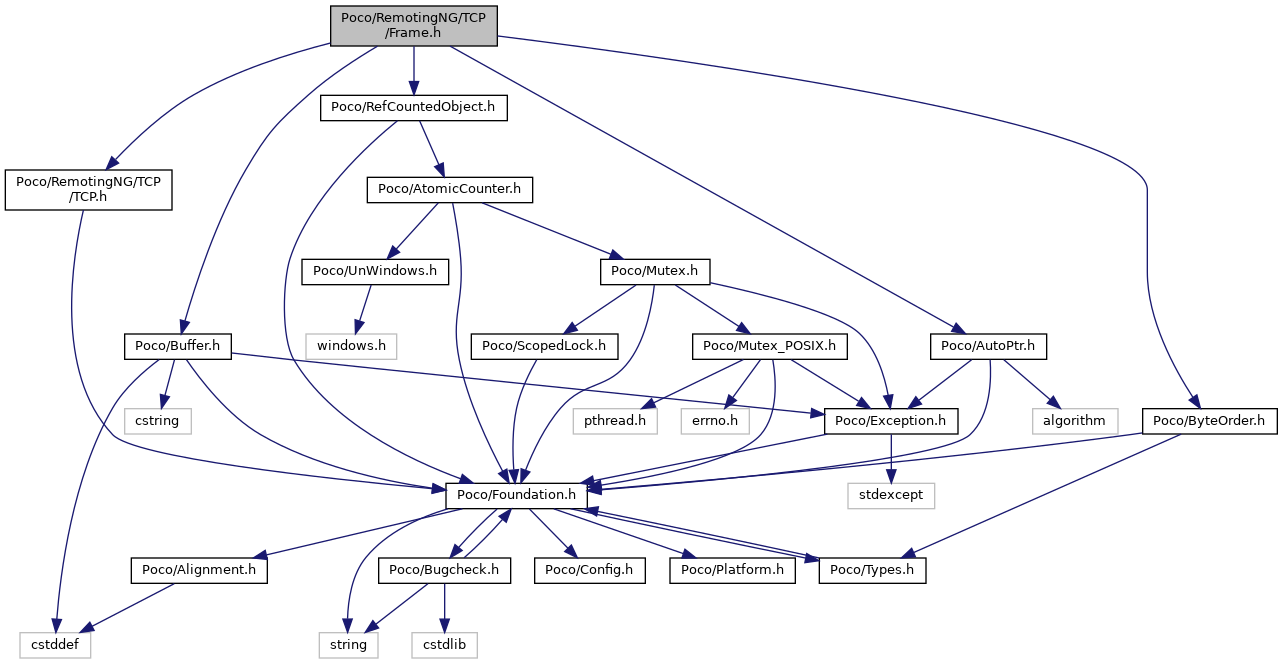 Poco/RemotingNG/TCP
/Frame.h
Poco/RefCountedObject.h
Poco/RemotingNG/TCP
/TCP.h
Poco/AtomicCounter.h
Poco/UnWindows.h
Poco/Mutex.h
windows.h
Poco/Buffer.h
Poco/ScopedLock.h
Poco/Mutex_POSIX.h
Poco/AutoPtr.h
cstring
pthread.h
errno.h
Poco/Exception.h
algorithm
Poco/ByteOrder.h
Poco/Foundation.h
stdexcept
Poco/Alignment.h
Poco/Bugcheck.h
Poco/Config.h
Poco/Platform.h
Poco/Types.h
cstddef
string
cstdlib